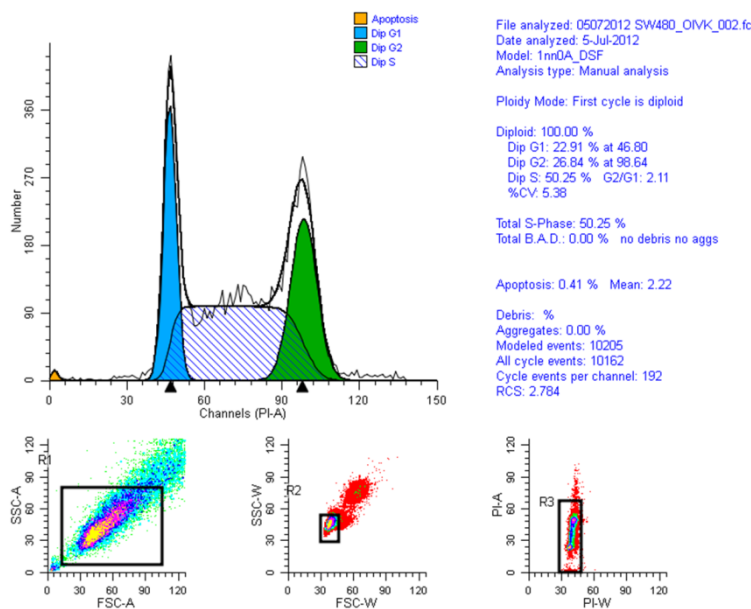 Apoptosis
Dip G1
Dip G2
Dip S
File analyzed: 05072012 SW480_OIVK_002.fc
Date analyzed: 5-Jul-2012
Model: 1nn0A_DSF
Analysis type: Manual analysis
Ploidy Mode: First cycle is diploid
Diploid: 100.00 %
Dip G1: 22.91 % at 46.80
Dip G2: 26.84 % at 98.64
Dip S: 50.25 % G2/G1: 2.11
%CV: 5.38
Total S-Phase: 50.25 %
Total B.A.D.: 0.00 % no debris no aggs
Apoptosis: 0.41 % Mean: 2.22
Debris: %
Aggregates: 0.00 %
Modeled events: 10205
All cycle events: 10162
Cycle events per channel: 192
RCS: 2.784
Number
360
270
180
90
0
0 30 60 90 120 150
Channels (PI-A)
R1
SSC-A
120
90
60
30
0
0 30 60 90 120
FSC-A
R2
SSC-W
120
90
60
30
0
0 30 60 90 120
FSC-W
R3
PI-A
120
90
60
30
0
0 30 60 90 120
PI-W